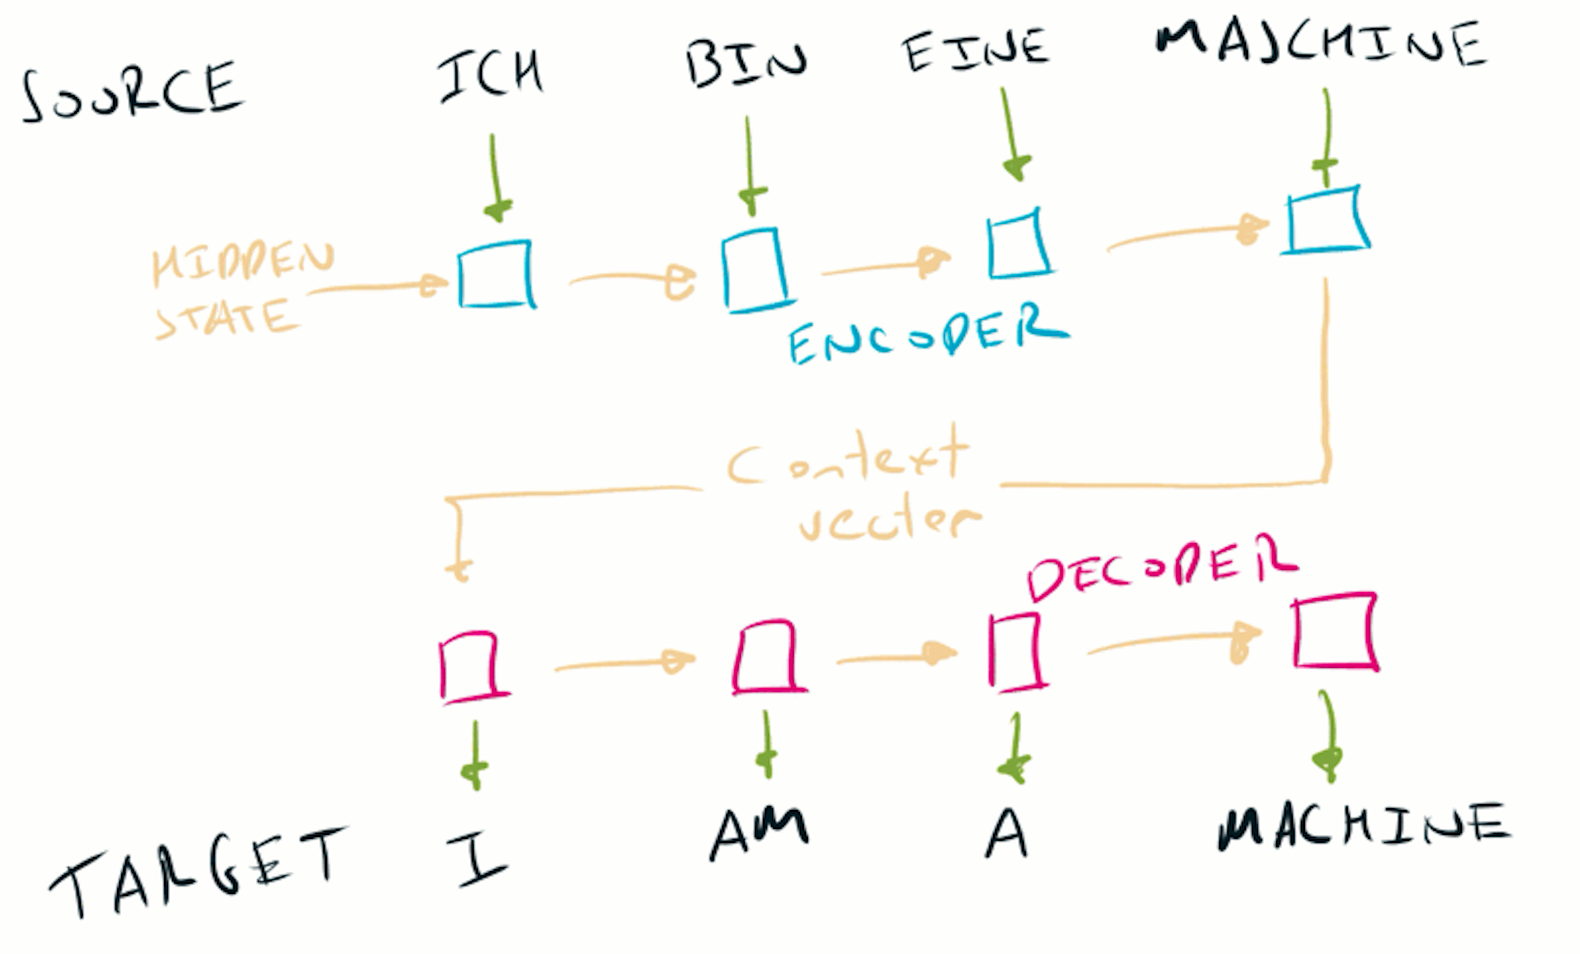 SOURCE ICH BIN EINE MASCHINE
HIDDEN
STATE
ENCODER
Context
vector
DECODER
TARGET I AM A MACHINE